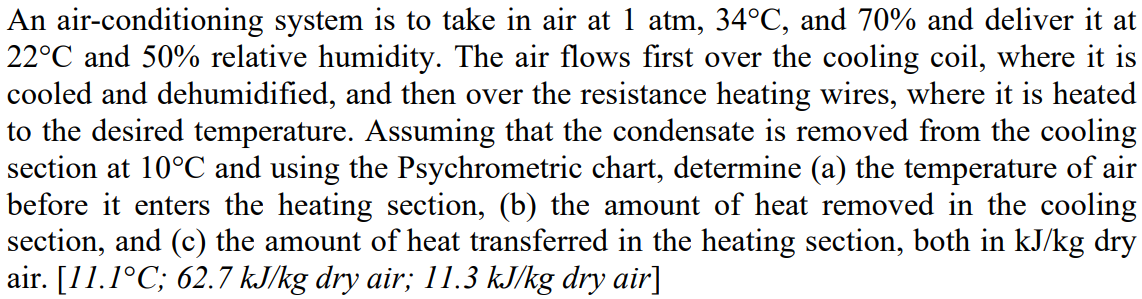 An air-conditioning system is to take in air at 1 atm, 34°C, and 70% and deliver it at
22°C and 50% relative humidity. The air flows first over the cooling coil, where it is
cooled and dehumidified, and then over the resistance heating wires, where it is heated
to the desired temperature. Assuming that the condensate is removed from the cooling
section at 10°C and using the Psychrometric chart, determine (a) the temperature of air
before it enters the heating section, (b) the amount of heat removed in the cooling
section, and (c) the amount of heat transferred in the heating section, both in kJ/kg dry
air. [11.1°C; 62.7 kJ/kg dry air; 11.3 kJ/kg dry air]